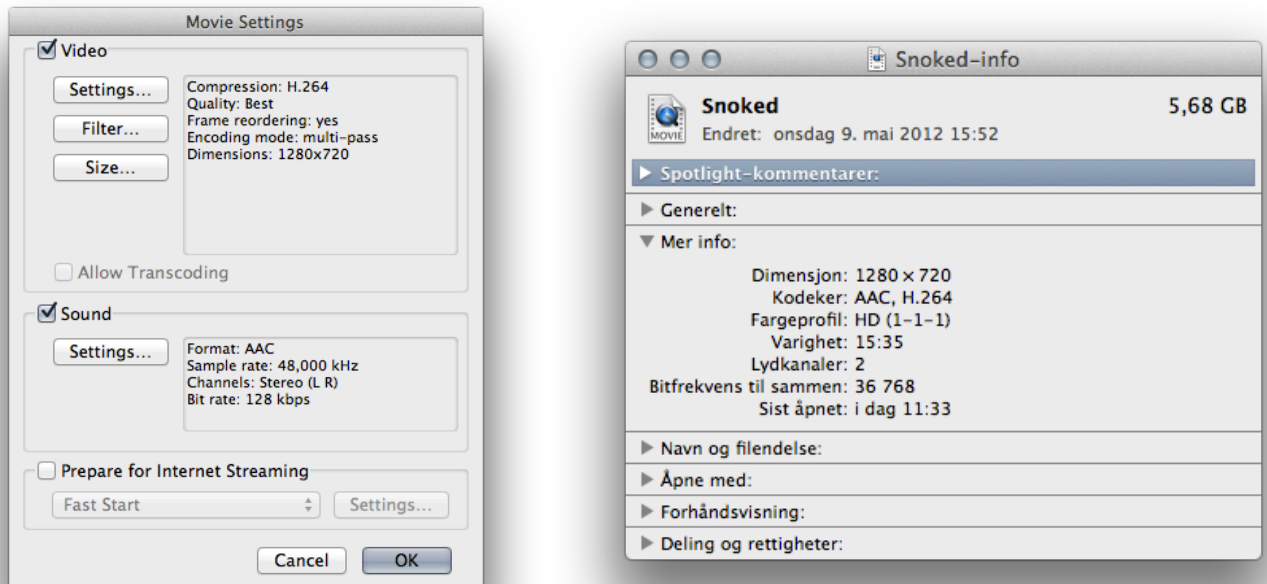 Movie Settings
Video
Settings...
Filter...
Size...
Compression: H.264
Quality: Best
Frame reordering: yes
Encoding mode: multi-pass
Dimensions: 1280x720
Allow Transcoding
Sound
Settings...
Format: AAC
Sample rate: 48,000 kHz
Channels: Stereo (L R)
Bit rate: 128 kbps
Prepare for Internet Streaming
Fast Start
Settings...
Cancel
OK
Snoked-info
MOVIE
Snoked
5,68 GB
Endret: onsdag 9. mai 2012 15:52
Spotlight-kommentarer:
Generelt:
Mer info:
Dimensjon: 1280 × 720
Kodeker: AAC, H.264
Fargeprofil: HD (1-1-1)
Varighet: 15:35
Lydkanaler: 2
Bitfrekvens til sammen: 36 768
Sist åpnet: i dag 11:33
Navn og filendelse:
Åpne med:
Forhåndsvisning:
Deling og rettigheter: